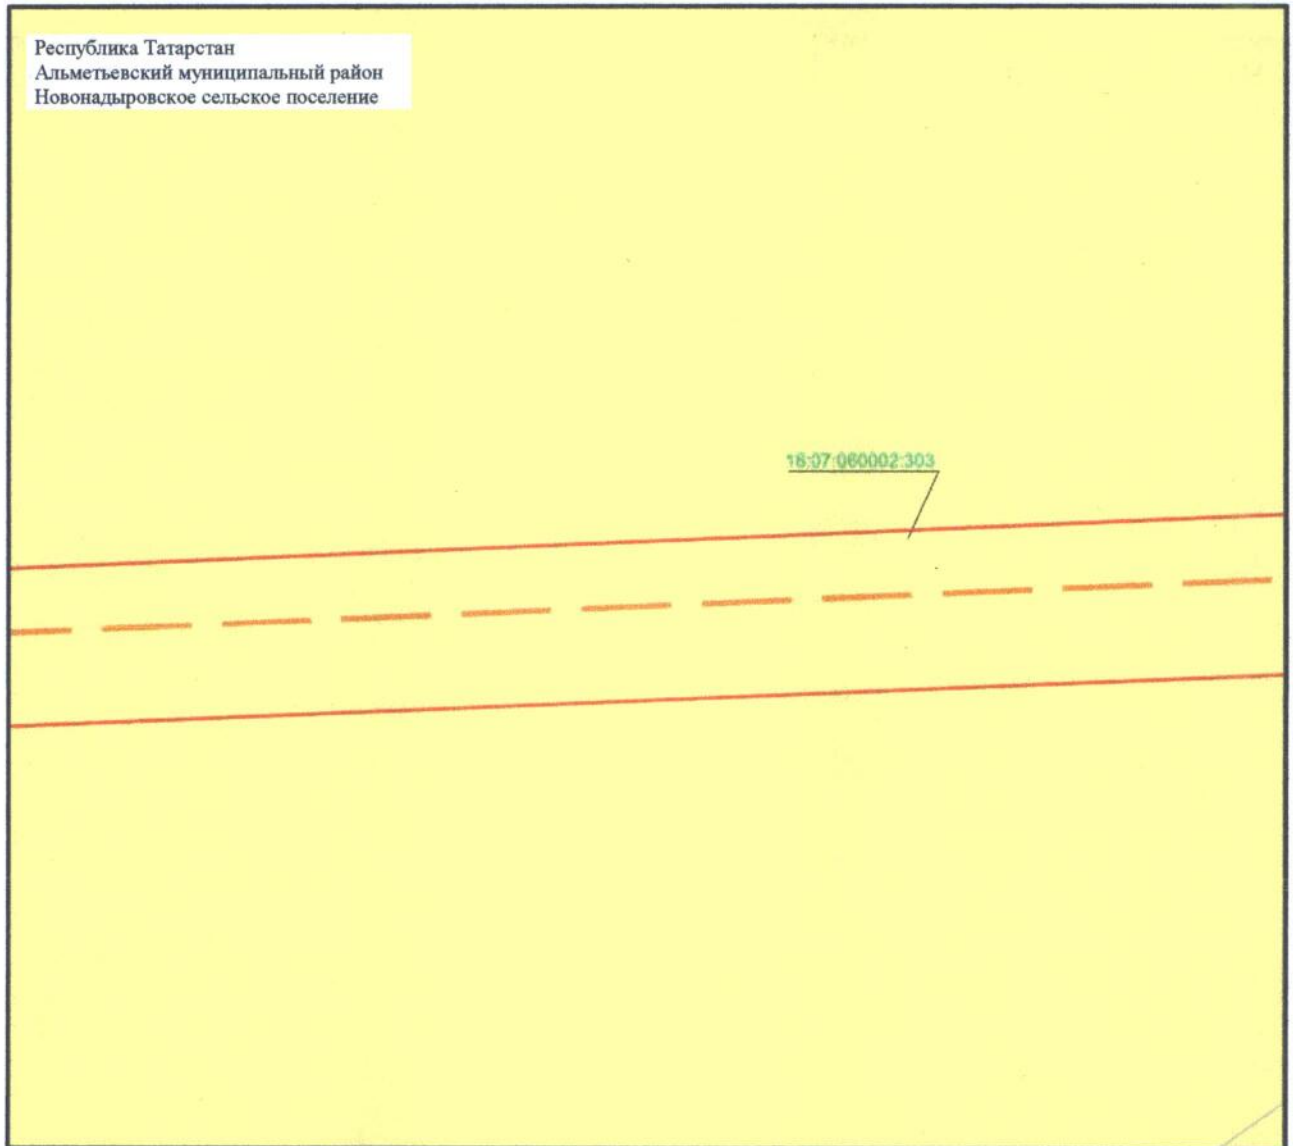 Республика Татарстан
Альметьевский муниципальный район
Новонадыровское сельское поселение
16:07:060002:303